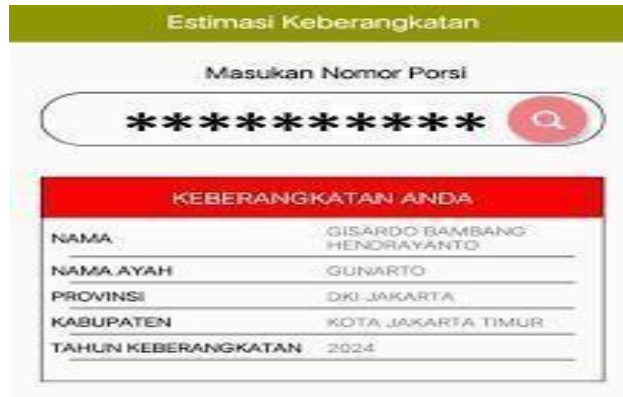 Estimasi Keberangkatan
Masukan Nomor Porsi
**********
KEBERANGKATAN ANDA
NAMA GISARDO BAMBANG
HENDRAYANTO
NAMA AYAH GUNARTO
PROVINSI DKI JAKARTA
KABUPATEN KOTA JAKARTA TIMUR
TAHUN KEBERANGKATAN 2024